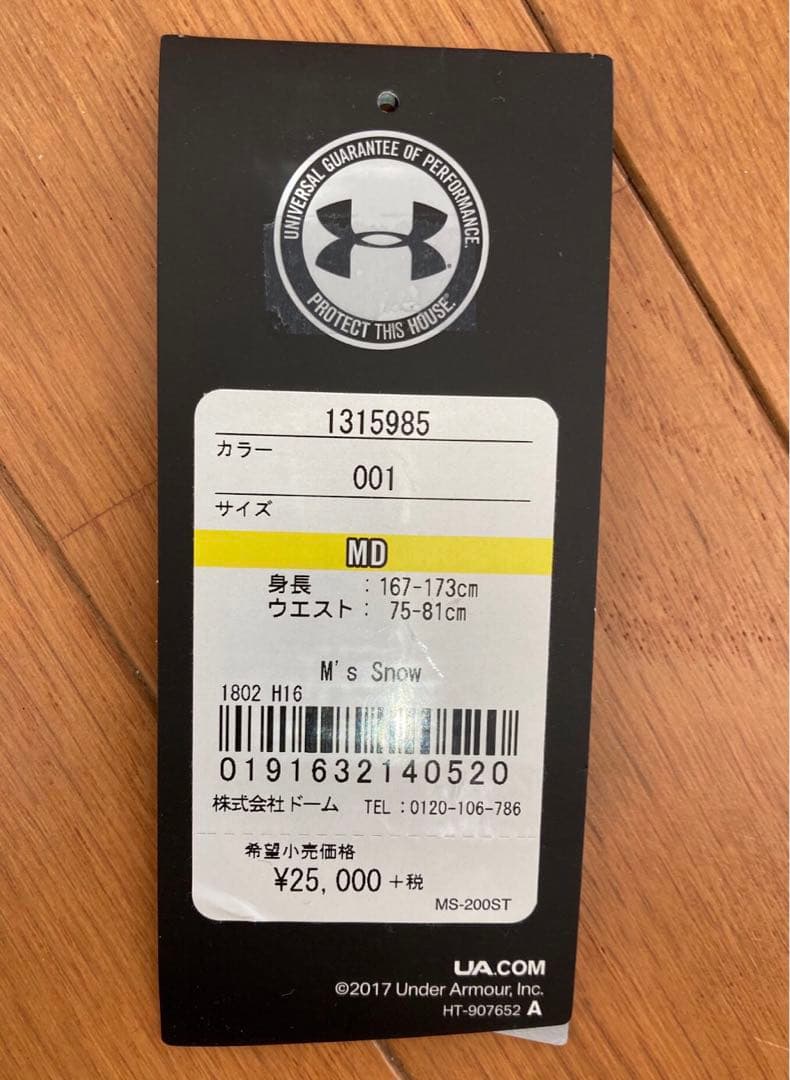 UNIVERSAL GUARANTEE OF PERFORMANCE.
PROTECT THIS HOUSE.
1315985
カラー
001
サイズ
MD
身長 : 167-173cm
ウエスト : 75-81cm
M's Snow
1802 H16
0191632140520
株式会社ドーム TEL:0120-106-786
希望小売価格
¥25,000+税
MS-200ST
UA.COM
©2017 Under Armour, Inc.
HT-907652 A